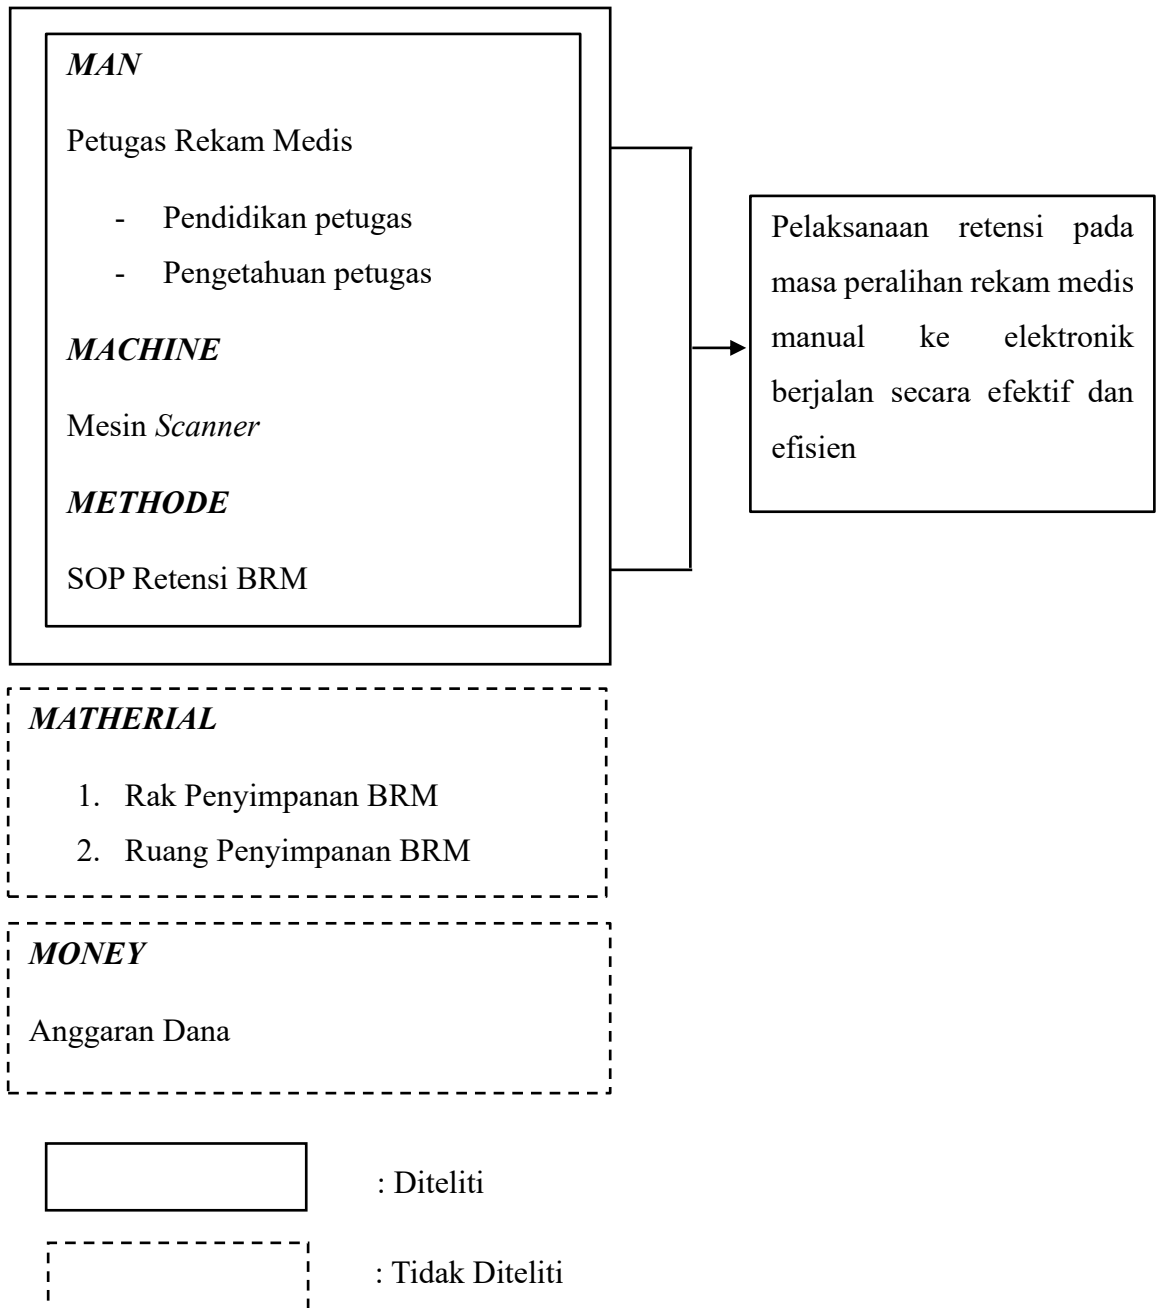 MAN
Petugas Rekam Medis
- Pendidikan petugas
- Pengetahuan petugas
MACHINE
Mesin Scanner
METHODE
SOP Retensi BRM
Pelaksanaan retensi pada
masa peralihan rekam medis
manual ke elektronik
berjalan secara efektif dan
efisien
MATHERIAL
1. Rak Penyimpanan BRM
2. Ruang Penyimpanan BRM
MONEY
Anggaran Dana
: Diteliti
: Tidak Diteliti